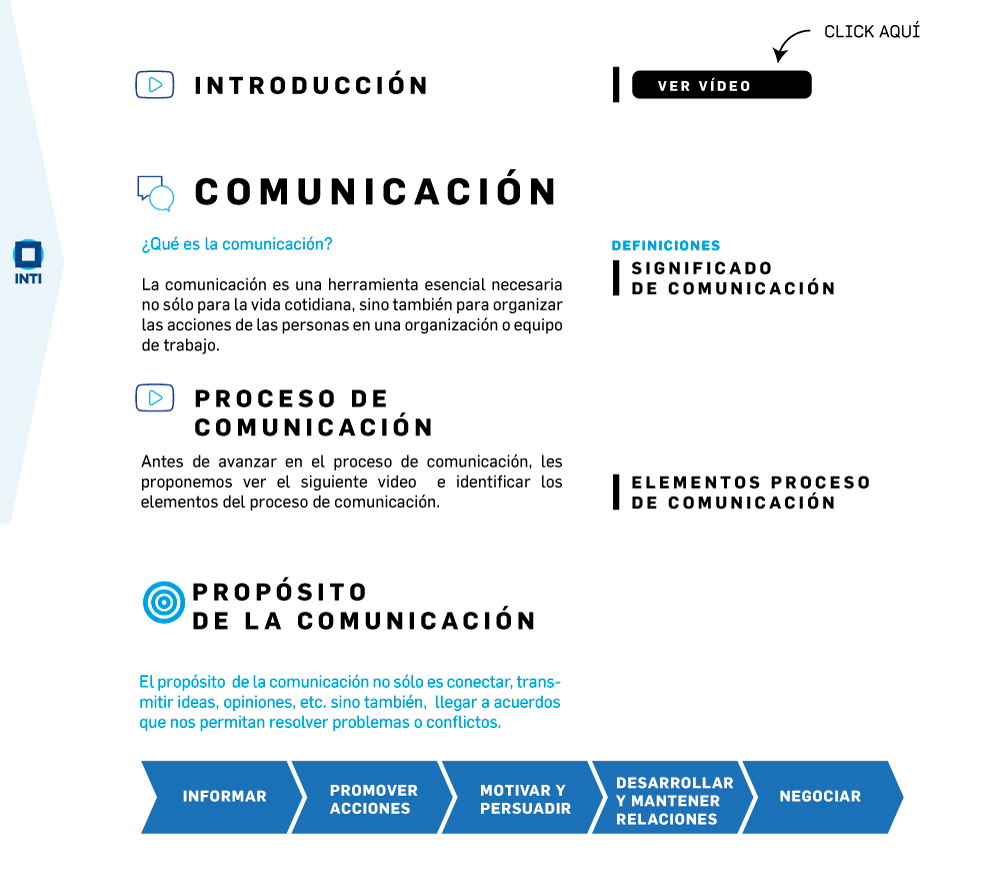 CLICK AQUÍ
INTRODUCCIÓN
VER VÍDEO
COMUNICACIÓN
¿Qué es la comunicación?
DEFINICIONES
SIGNIFICADO
DE COMUNICACIÓN
INTI
La comunicación es una herramienta esencial necesaria
no sólo para la vida cotidiana, sino también para organizar
las acciones de las personas en una organización o equipo
de trabajo.
PROCESO DE
COMUNICACIÓN
Antes de avanzar en el proceso de comunicación, les
proponemos ver el siguiente video e identificar los
elementos del proceso de comunicación.
ELEMENTOS PROCESO
DE COMUNICACIÓN
PROPÓSITO
DE LA COMUNICACIÓN
El propósito de la comunicación no sólo es conectar, trans-
mitir ideas, opiniones, etc. sino también, llegar a acuerdos
que nos permitan resolver problemas o conflictos.
INFORMAR
PROMOVER
ACCIONES
MOTIVAR Y
PERSUADIR
DESARROLLAR
Y MANTENER
RELACIONES
NEGOCIAR